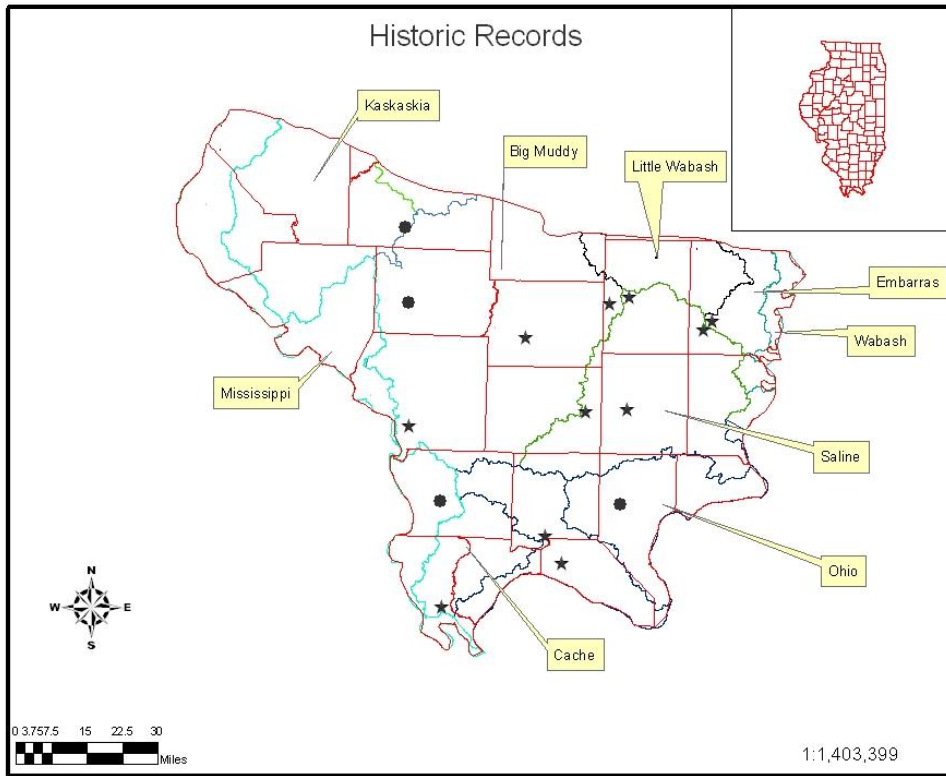 Historic Records
Kaskaskia
Big Muddy
Little Wabash
Embarras
Wabash
Mississippi
Saline
Ohio
Cache
N
W E
S
0 3.757.5 15 22.5 30
Miles
1:1,403,399